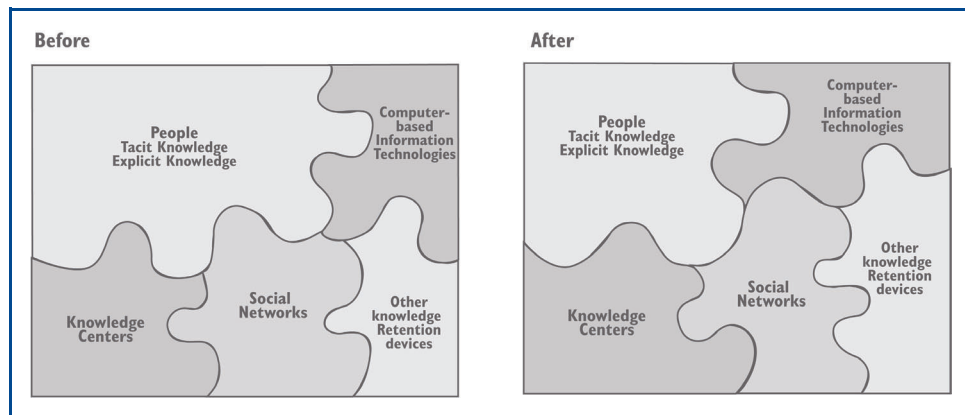 Before
People
Tacit Knowledge
Explicit Knowledge
Computer-
based
Information
Technologies
Knowledge
Centers
Social
Networks
Other
knowledge
Retention
devices
After
People
Tacit Knowledge
Explicit Knowledge
Computer-
based
Information
Technologies
Knowledge
Centers
Social
Networks
Other
knowledge
Retention
devices